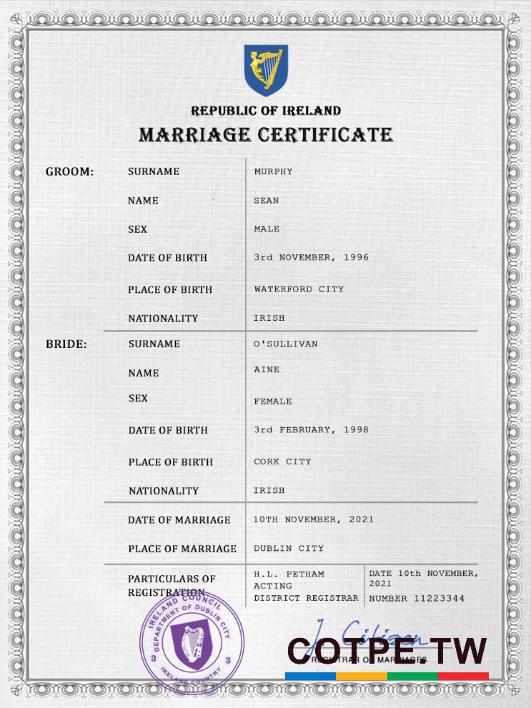 REPUBLIC OF IRELAND
MARRIAGE CERTIFICATE
GROOM: SURNAME MURPHY
NAME SEAN
SEX MALE
DATE OF BIRTH 3rd NOVEMBER, 1996
PLACE OF BIRTH WATERFORD CITY
NATIONALITY IRISH
BRIDE: SURNAME O'SULLIVAN
NAME AINE
SEX FEMALE
DATE OF BIRTH 3rd FEBRUARY, 1998
PLACE OF BIRTH CORK CITY
NATIONALITY IRISH
DATE OF MARRIAGE 10TH NOVEMBER, 2021
PLACE OF MARRIAGE DUBLIN CITY
PARTICULARS OF REGISTRATION
H.L. PETHAM
ACTING
DISTRICT REGISTRAR
DATE 10th NOVEMBER,
2021
NUMBER 11223344
IRELAND COUNCIL
DEPARTMENT OF DUBLIN CITY
3 3
IRELAND COUNTRY
J. Citizen
REGISTRAR OF MARRIAGES
COTPE.TW